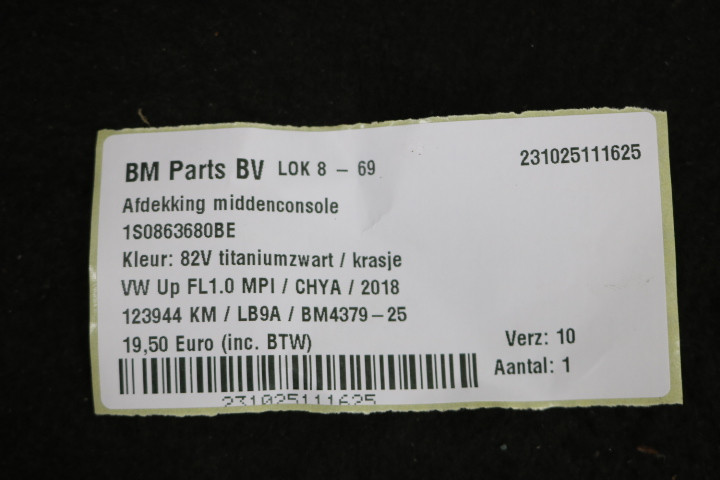 BM Parts BV LOK 8 - 69 231025111625
Afdekking middenconsole
1S0863680BE
Kleur: 82V titaniumzwart / krasje
VW Up FL1.0 MPI / CHYA / 2018
123944 KM / LB9A / BM4379-25
19,50 Euro (inc. BTW) Verz: 10
Aantal: 1
231025111625